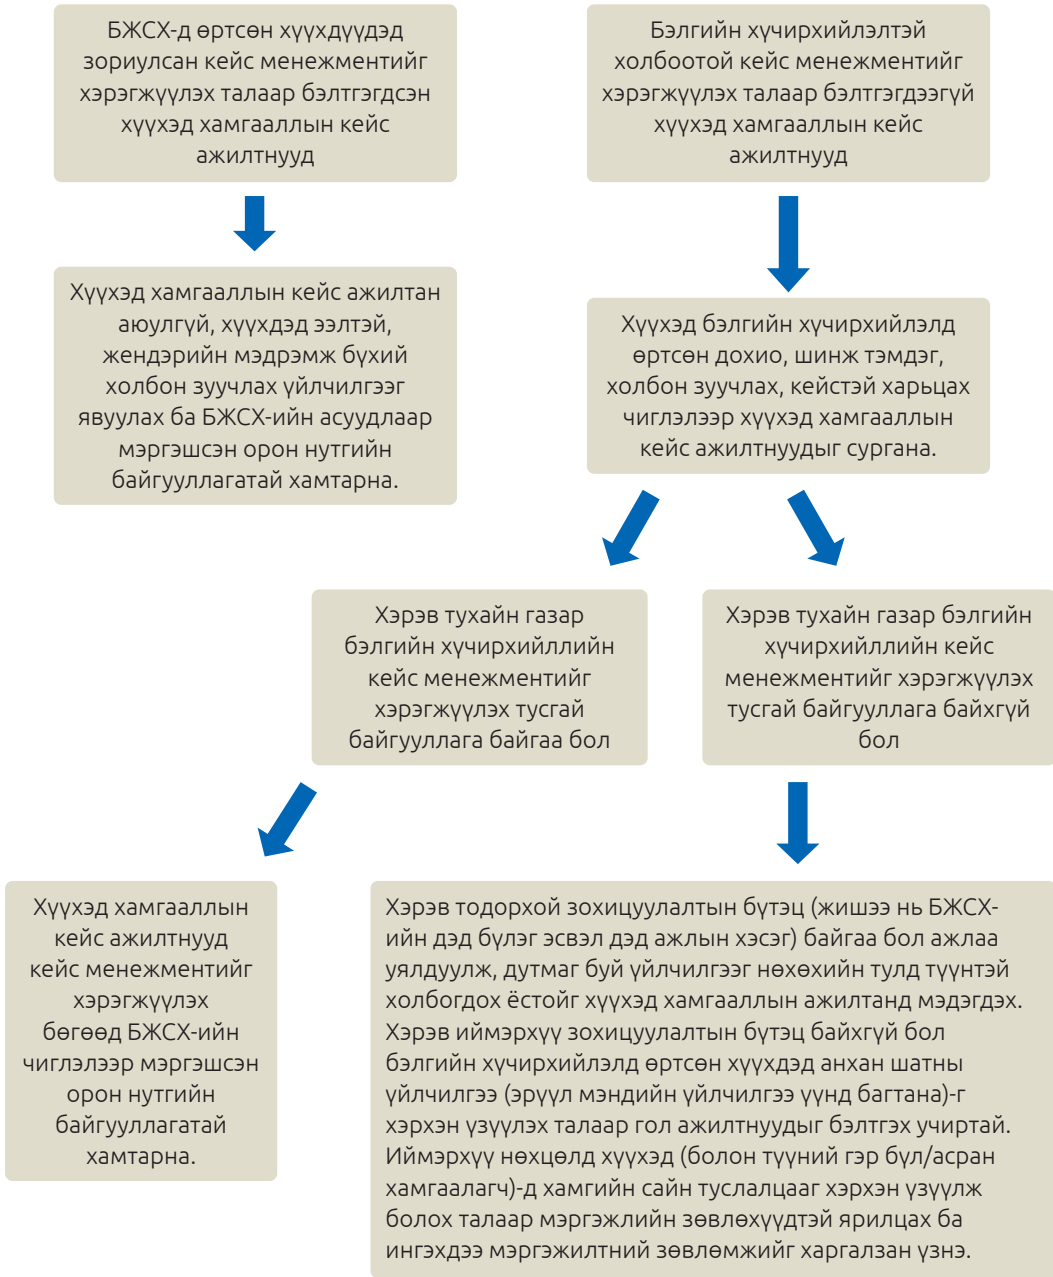 БЖСХ-д өртсөн хүүхдүүдэд
зориулсан кейс менежментийг
хэрэгжүүлэх талаар бэлтгэгдсэн
хүүхэд хамгааллын кейс
ажилтнууд
Бэлгийн хүчирхийлэлтэй
холбоотой кейс менежментийг
хэрэгжүүлэх талаар бэлтгэгдээгүй
хүүхэд хамгааллын кейс
ажилтнууд
Хүүхэд хамгааллын кейс ажилтан
аюулгүй, хүүхдэд ээлтэй,
жендэрийн мэдрэмж бүхий
холбон зуучлах үйлчилгээг
явуулах ба БЖСХ-ийн асуудлаар
мэргэшсэн орон нутгийн
байгууллагатай хамтарна.
Хүүхэд бэлгийн хүчирхийлэлд
өртсөн дохио, шинж тэмдэг,
холбон зуучлах, кейстэй харьцах
чиглэлээр хүүхэд хамгааллын
кейс ажилтнуудыг сургана.
Хэрэв тухайн газар
бэлгийн хүчирхийллийн
кейс менежментийг
хэрэгжүүлэх тусгай
байгууллага байгаа бол
Хэрэв тухайн газар бэлгийн
хүчирхийллийн кейс
менежментийг хэрэгжүүлэх
тусгай байгууллага байхгүй
бол
Хүүхэд хамгааллын
кейс ажилтнууд
кейс менежментийг
хэрэгжүүлэх
бөгөөд БЖСХ-ийн
чиглэлээр мэргэшсэн
орон нутгийн
байгууллагатай
хамтарна.
Хэрэв тодорхой зохицуулалтын бүтэц (жишээ нь БЖСХ-
ийн дэд бүлэг эсвэл дэд ажлын хэсэг) байгаа бол ажлаа
уялдуулж, дутмаг буй үйлчилгээг нөхөхийн тулд түүнтэй
холбогдох ёстойг хүүхэд хамгааллын ажилтанд мэдэгдэх.
Хэрэв иймэрхүү зохицуулалтын бүтэц байхгүй бол
бэлгийн хүчирхийлэлд өртсөн хүүхдэд анхан шатны
үйлчилгээ (эрүүл мэндийн үйлчилгээ үүнд багтана)-г
хэрхэн үзүүлэх талаар гол ажилтнуудыг бэлтгэх учиртай.
Иймэрхүү нөхцөлд хүүхэд (болон түүний гэр бүл/асран
хамгаалагч)-д хамгийн сайн туслалцааг хэрхэн үзүүлж
болох талаар мэргэжлийн зөвлөхүүдтэй ярилцах ба
ингэхдээ мэргэжилтний зөвлөмжийг харгалзан үзнэ.